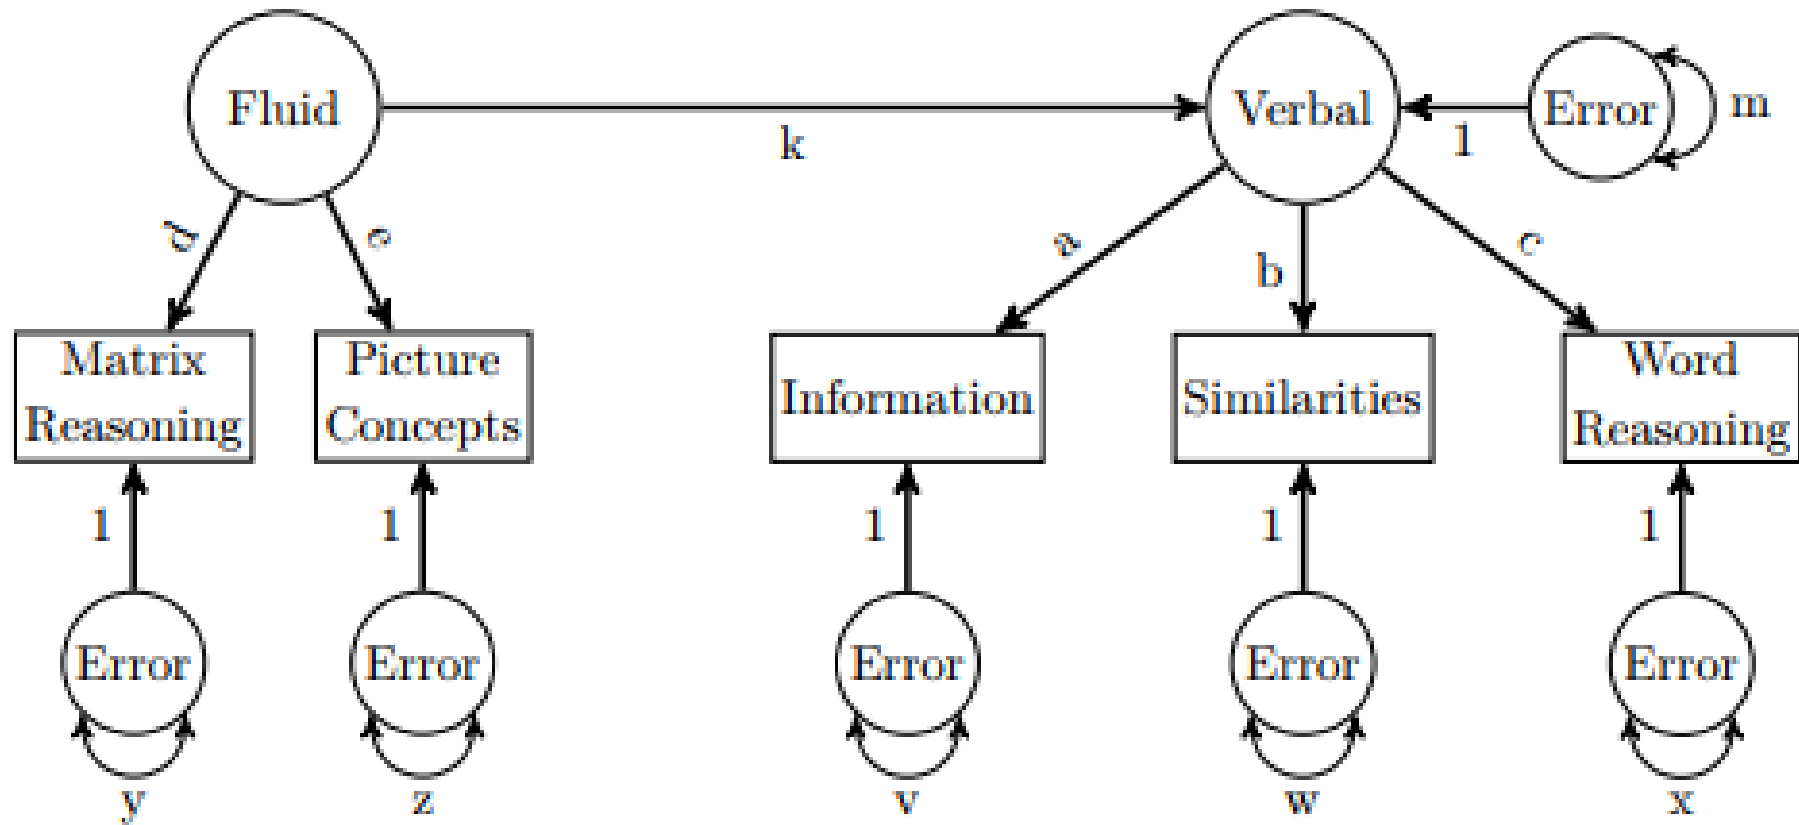 Fluid
Verbal
Error
m
1
k
d
e
a
b
c
Matrix
Reasoning
Picture
Concepts
Information
Similarities
Word
Reasoning
1
1
1
1
1
Error
Error
Error
Error
Error
y
z
v
w
x